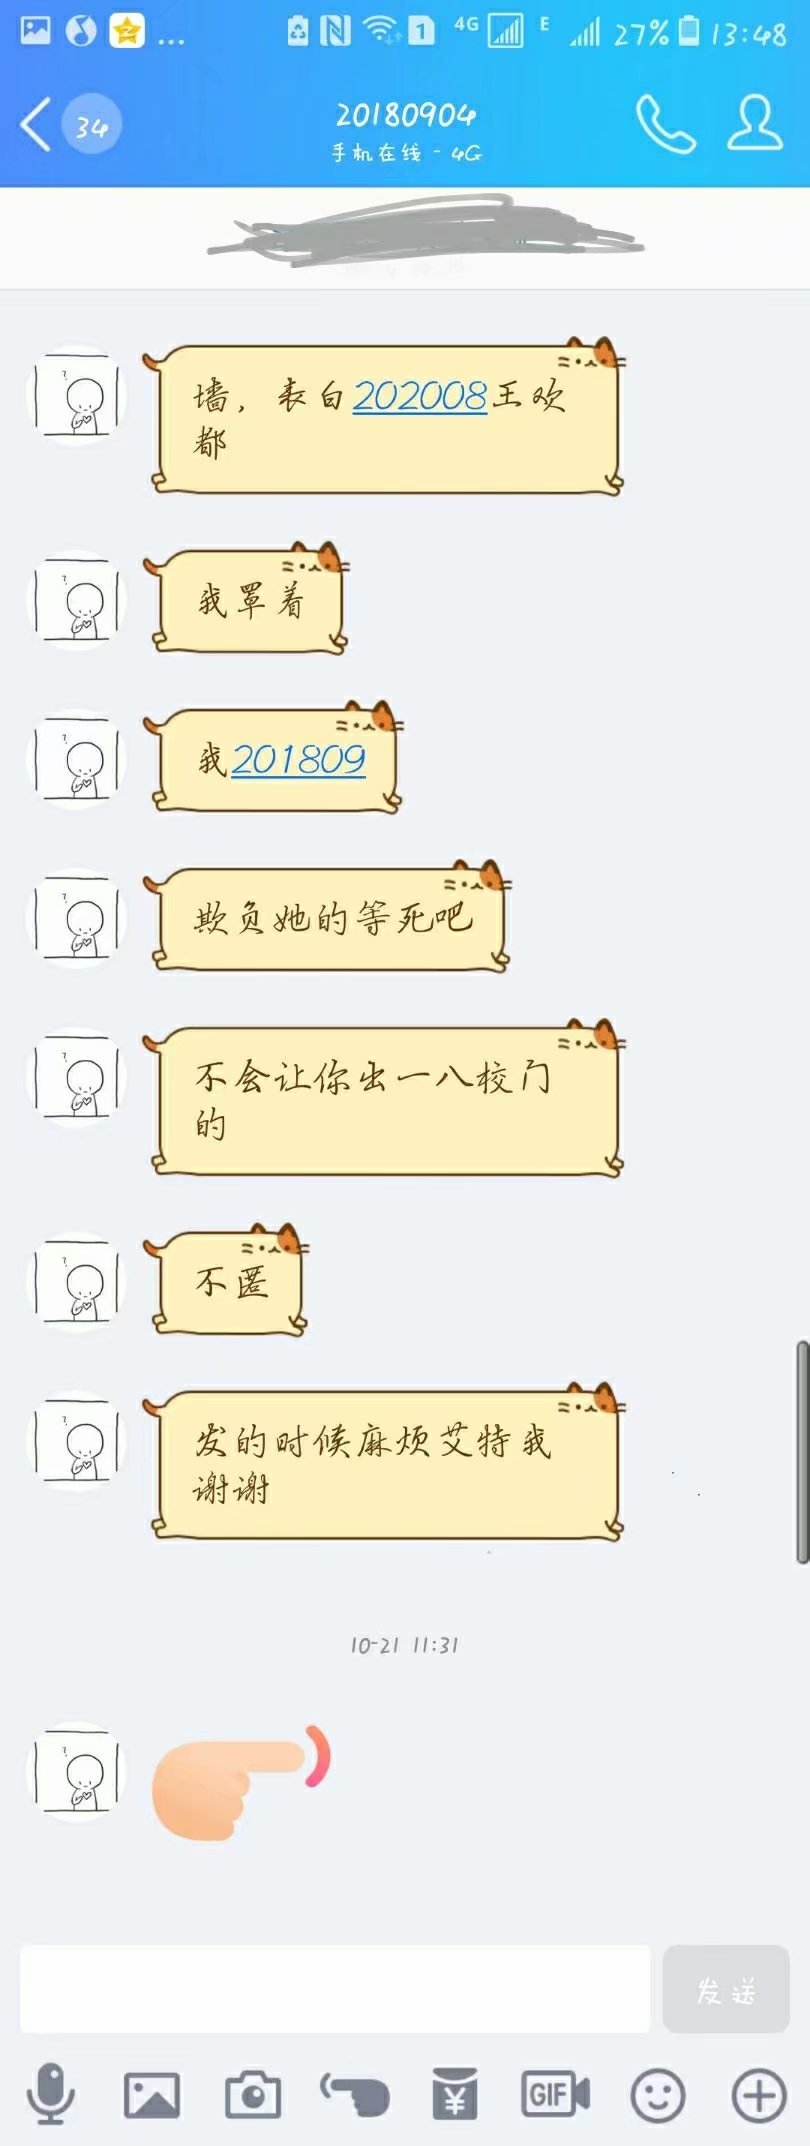 1 4G E 27% 13:48
34
20180904
手机在线 - 4G
墙，表白202008王欢
都
我罩着
我201809
欺负她的等死吧
不会让你出一八校门
的
不匿
发的时候麻烦艾特我
谢谢
10-21 11:31
发送
¥
GIF